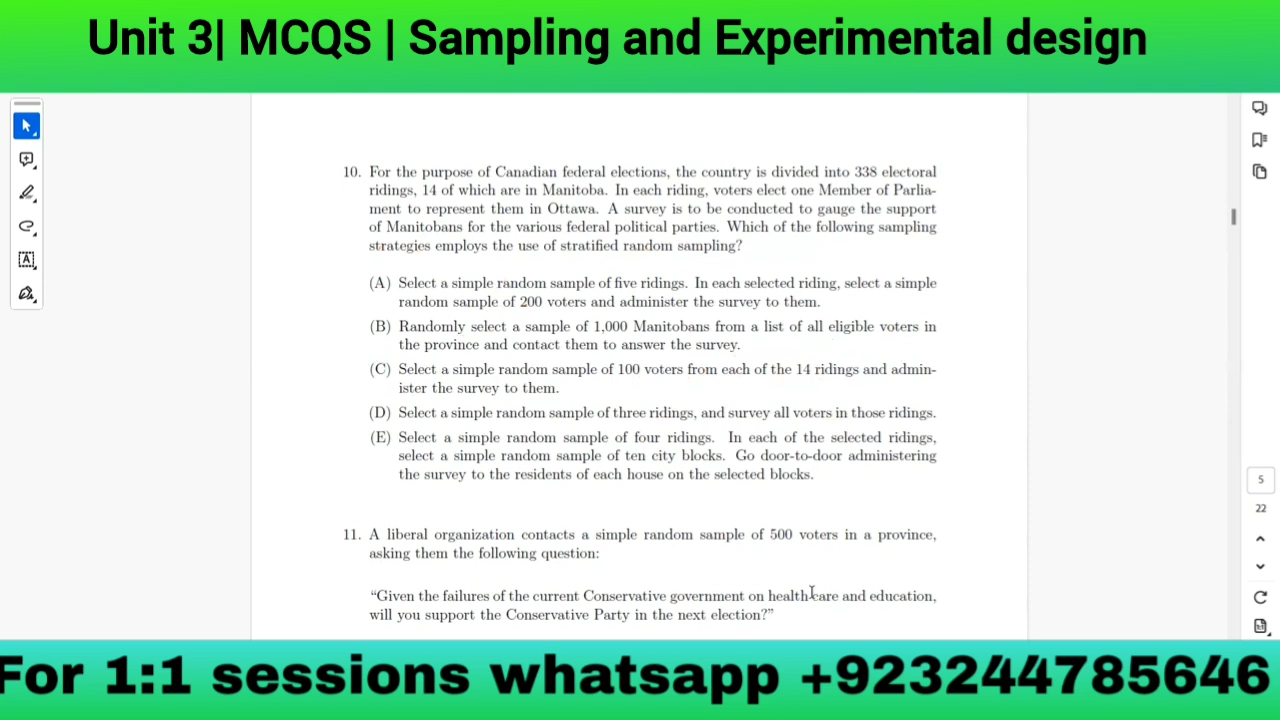 Unit 3| MCQS | Sampling and Experimental design
10. For the purpose of Canadian federal elections, the country is divided into 338 electoral
ridings, 14 of which are in Manitoba. In each riding, voters elect one Member of Parlia-
ment to represent them in Ottawa. A survey is to be conducted to gauge the support
of Manitobans for the various federal political parties. Which of the following sampling
strategies employs the use of stratified random sampling?
(A) Select a simple random sample of five ridings. In each selected riding, select a simple
random sample of 200 voters and administer the survey to them.
(B) Randomly select a sample of 1,000 Manitobans from a list of all eligible voters in
the province and contact them to answer the survey.
(C) Select a simple random sample of 100 voters from each of the 14 ridings and admin-
ister the survey to them.
(D) Select a simple random sample of three ridings, and survey all voters in those ridings.
(E) Select a simple random sample of four ridings. In each of the selected ridings,
select a simple random sample of ten city blocks. Go door-to-door administering
the survey to the residents of each house on the selected blocks.
11. A liberal organization contacts a simple random sample of 500 voters in a province,
asking them the following question:
“Given the failures of the current Conservative government on health care and education,
will you support the Conservative Party in the next election?”
5
22
For 1:1 sessions whatsapp +923244785646